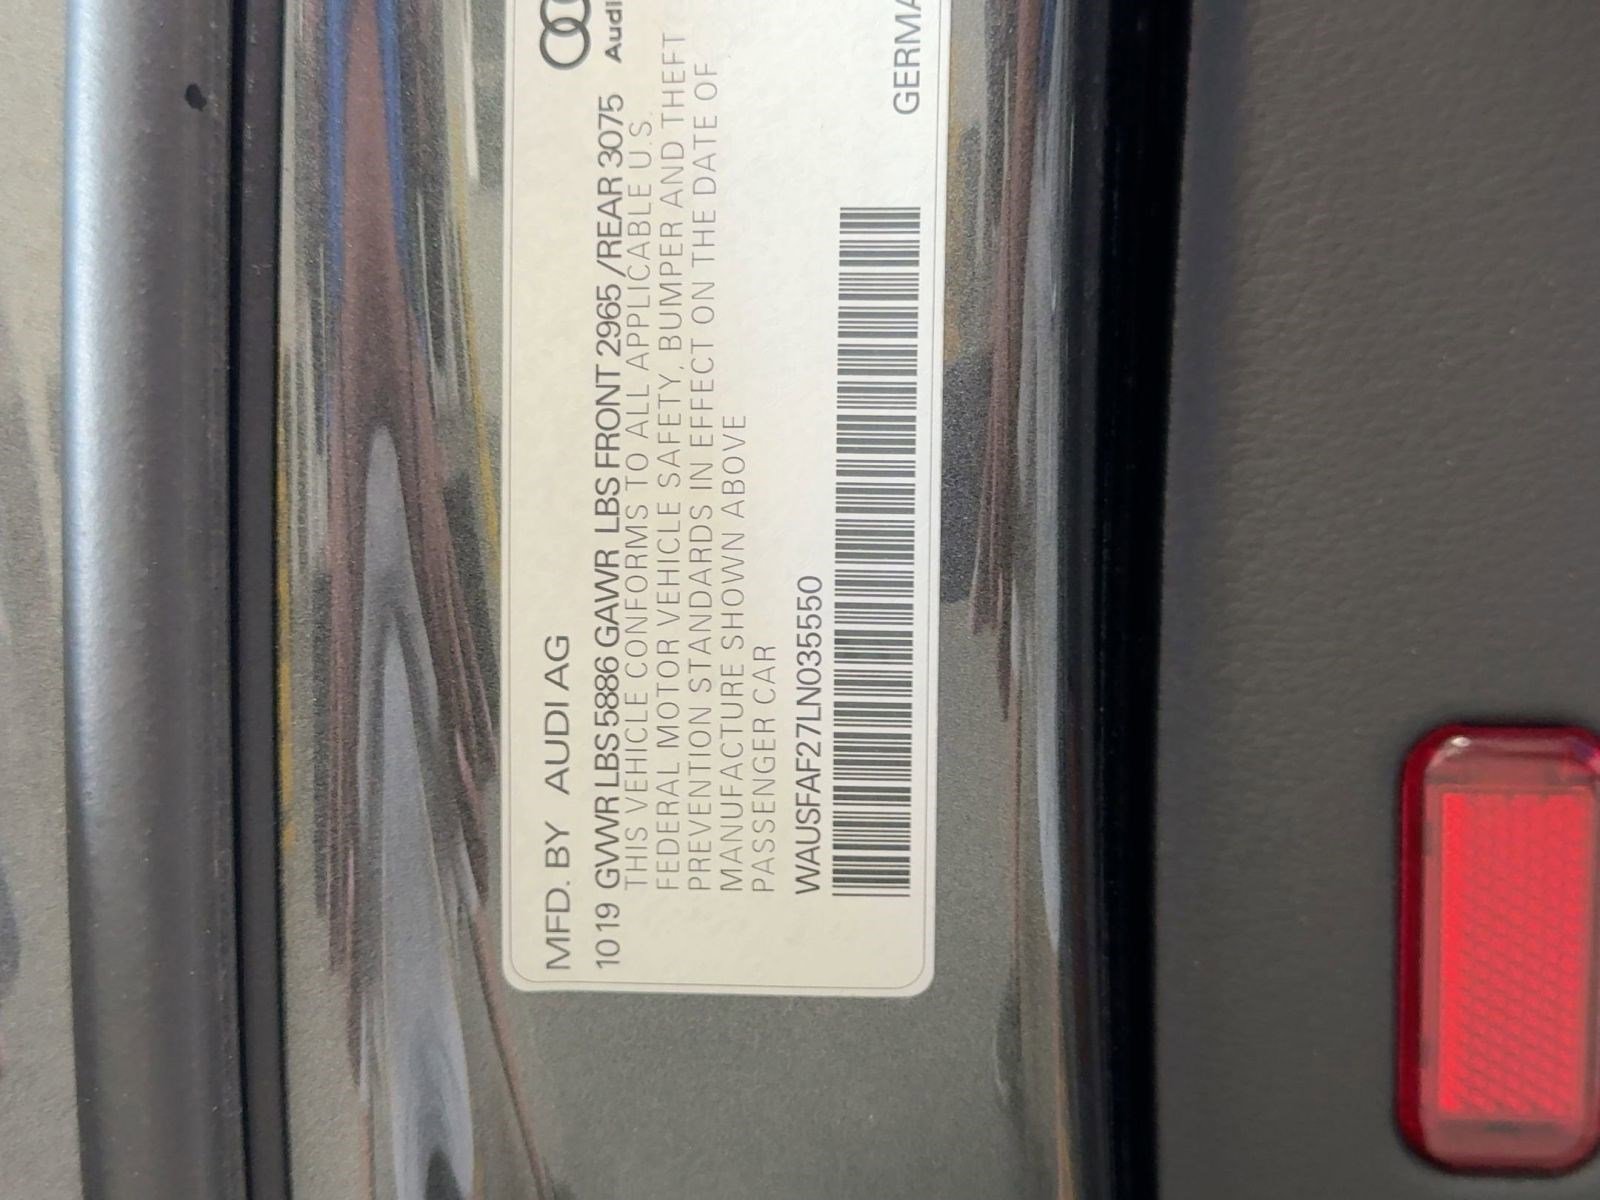 MFD. BY AUDI AG
1019 GVWR LBS 5886 GAWR LBS FRONT 2965 /REAR 3075
THIS VEHICLE CONFORMS TO ALL APPLICABLE U.S.
FEDERAL MOTOR VEHICLE SAFETY, BUMPER AND THEFT
PREVENTION STANDARDS IN EFFECT ON THE DATE OF
MANUFACTURE SHOWN ABOVE
PASSENGER CAR
WAUSFAF27LN035550
Audi
GERMA